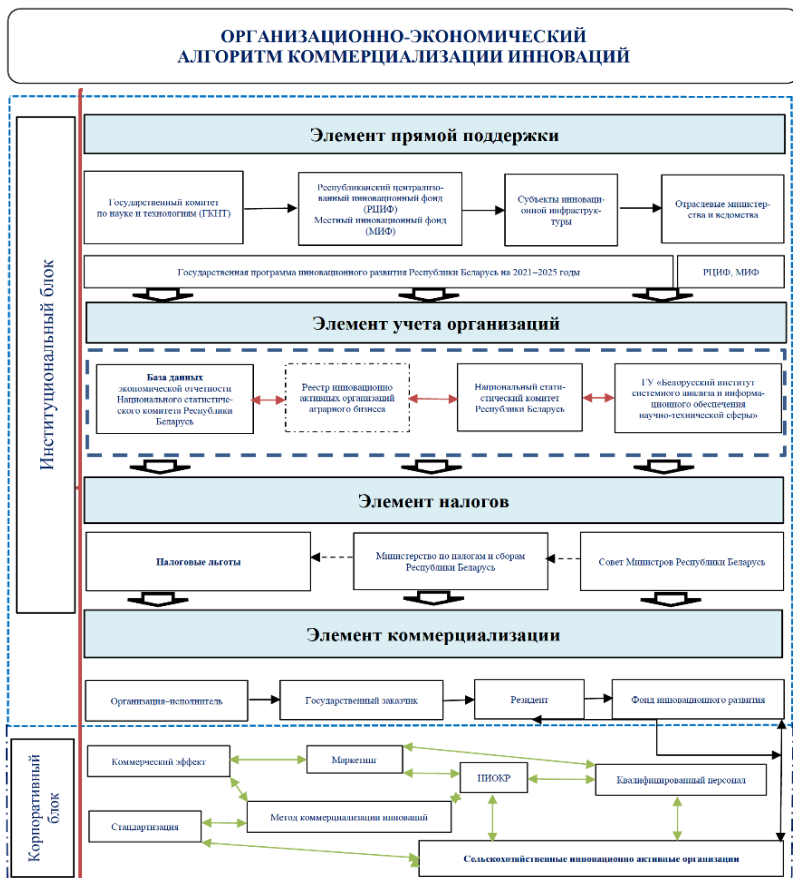 ОРГАНИЗАЦИОННО-ЭКОНОМИЧЕСКИЙ
АЛГОРИТМ КОММЕРЦИАЛИЗАЦИИ ИННОВАЦИЙ
Институциональный блок
Элемент прямой поддержки
Государственный комитет
по науке и технологиям (ГКНТ)
Республиканский централизо-
ванный инновационный фонд
(РЦИФ)
Местный инновационный фонд
(МИФ)
Субъекты инноваци-
онной инфраструк-
туры
Отраслевые министер-
ства и ведомства
Государственная программа инновационного развития Республики Беларусь на 2021–2025 годы
РЦИФ, МИФ
Элемент учета организаций
База данных
экономической отчетности
Национального статистиче-
ского комитета Республики
Беларусь
Реестр инновационно
активных организаций
аграрного бизнеса
Национальный стати-
стический комитет
Республики Беларусь
ГУ «Белорусский институт
системного анализа и информа-
ционного обеспечения
научно-технической сферы»
Элемент налогов
Налоговые льготы
Министерство по налогам и сборам
Республики Беларусь
Совет Министров Республики Беларусь
Элемент коммерциализации
Организация–исполнитель
Государственный заказчик
Резидент
Фонд инновационного развития
Корпоративный
блок
Коммерческий эффект
Маркетинг
НИОКР
Квалифицированный персонал
Стандартизация
Метод коммерциализации инноваций
Сельскохозяйственные инновационно активные организации